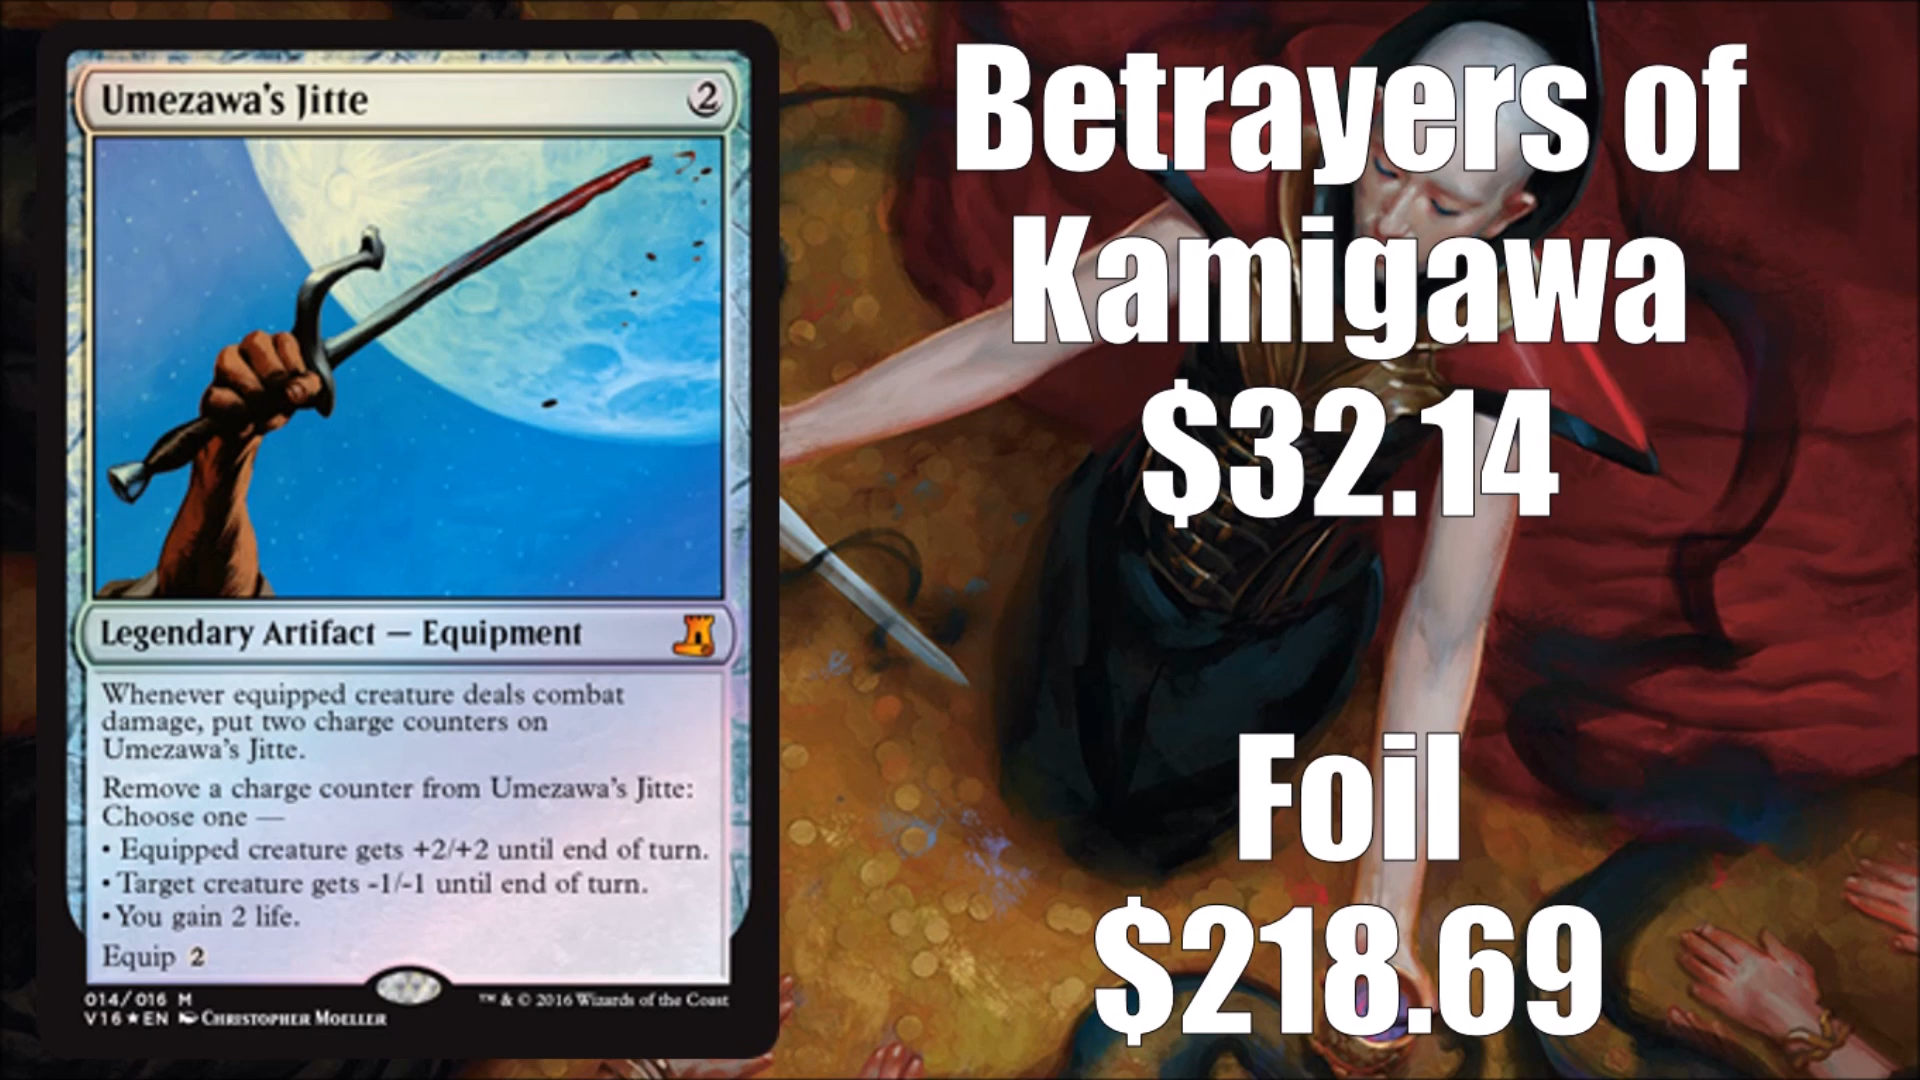 Umezawa's Jitte 2
Legendary Artifact — Equipment
Whenever equipped creature deals combat
damage, put two charge counters on
Umezawa's Jitte.
Remove a charge counter from Umezawa's Jitte:
Choose one —
• Equipped creature gets +2/+2 until end of turn.
• Target creature gets -1/-1 until end of turn.
• You gain 2 life.
Equip 2
014/016 M
V16★EN Christopher Moeller
™ & © 2016 Wizards of the Coast
Betrayers of
Kamigawa
$32.14
Foil
$218.69